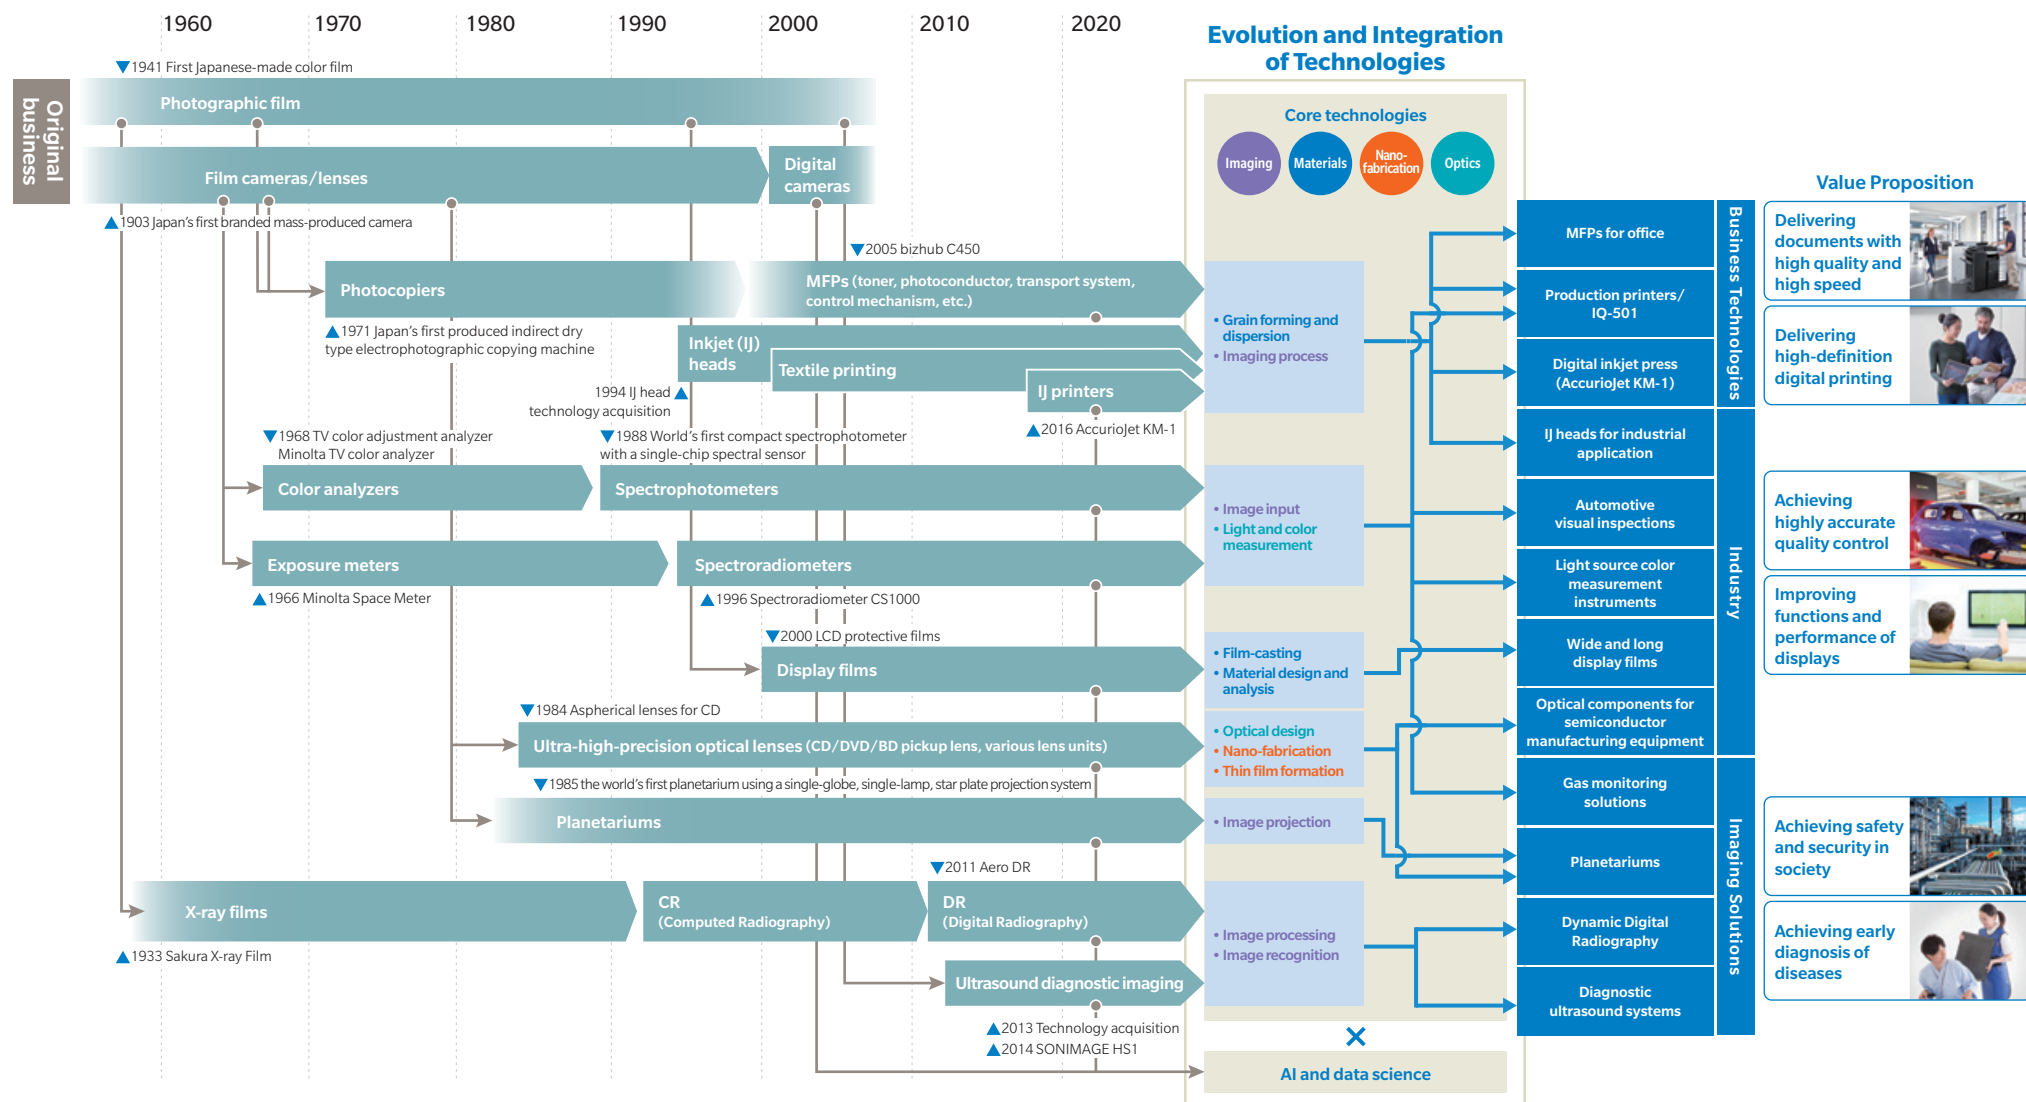 1960
1970
1980
1990
2000
2010
2020
Original
business
▼1941 First Japanese-made color film
Photographic film
Film cameras/lenses
Digital
cameras
▲1903 Japan's first branded mass-produced camera
▼2005 bizhub C450
Photocopiers
MFPs (toner, photoconductor, transport system,
control mechanism, etc.)
▲1971 Japan's first produced indirect dry
type electrophotographic copying machine
Inkjet (IJ)
heads
Textile printing
IJ printers
1994 IJ head ▲
technology acquisition
▲2016 AccurioJet KM-1
▼1968 TV color adjustment analyzer
Minolta TV color analyzer
▼1988 World's first compact spectrophotometer
with a single-chip spectral sensor
Color analyzers
Spectrophotometers
Exposure meters
Spectroradiometers
▲1966 Minolta Space Meter
▲1996 Spectroradiometer CS1000
▼2000 LCD protective films
Display films
▼1984 Aspherical lenses for CD
Ultra-high-precision optical lenses (CD/DVD/BD pickup lens, various lens units)
▼1985 the world's first planetarium using a single-globe, single-lamp, star plate projection system
Planetariums
▼2011 Aero DR
X-ray films
CR
(Computed Radiography)
DR
(Digital Radiography)
▲1933 Sakura X-ray Film
Ultrasound diagnostic imaging
▲2013 Technology acquisition
▲2014 SONIMAGE HS1
Evolution and Integration
of Technologies
Core technologies
Imaging
Materials
Nano-
fabrication
Optics
• Grain forming and
dispersion
• Imaging process
• Image input
• Light and color
measurement
• Film-casting
• Material design and
analysis
• Optical design
• Nano-fabrication
• Thin film formation
• Image projection
• Image processing
• Image recognition
×
AI and data science
MFPs for office
Production printers/
IQ-501
Digital inkjet press
(AccurioJet KM-1)
IJ heads for industrial
application
Automotive
visual inspections
Light source color
measurement
instruments
Wide and long
display films
Optical components for
semiconductor
manufacturing equipment
Gas monitoring
solutions
Planetariums
Dynamic Digital
Radiography
Diagnostic
ultrasound systems
Business Technologies
Industry
Imaging Solutions
Value Proposition
Delivering
documents with
high quality and
high speed
Delivering
high-definition
digital printing
Achieving
highly accurate
quality control
Improving
functions and
performance of
displays
Achieving safety
and security in
society
Achieving early
diagnosis of
diseases